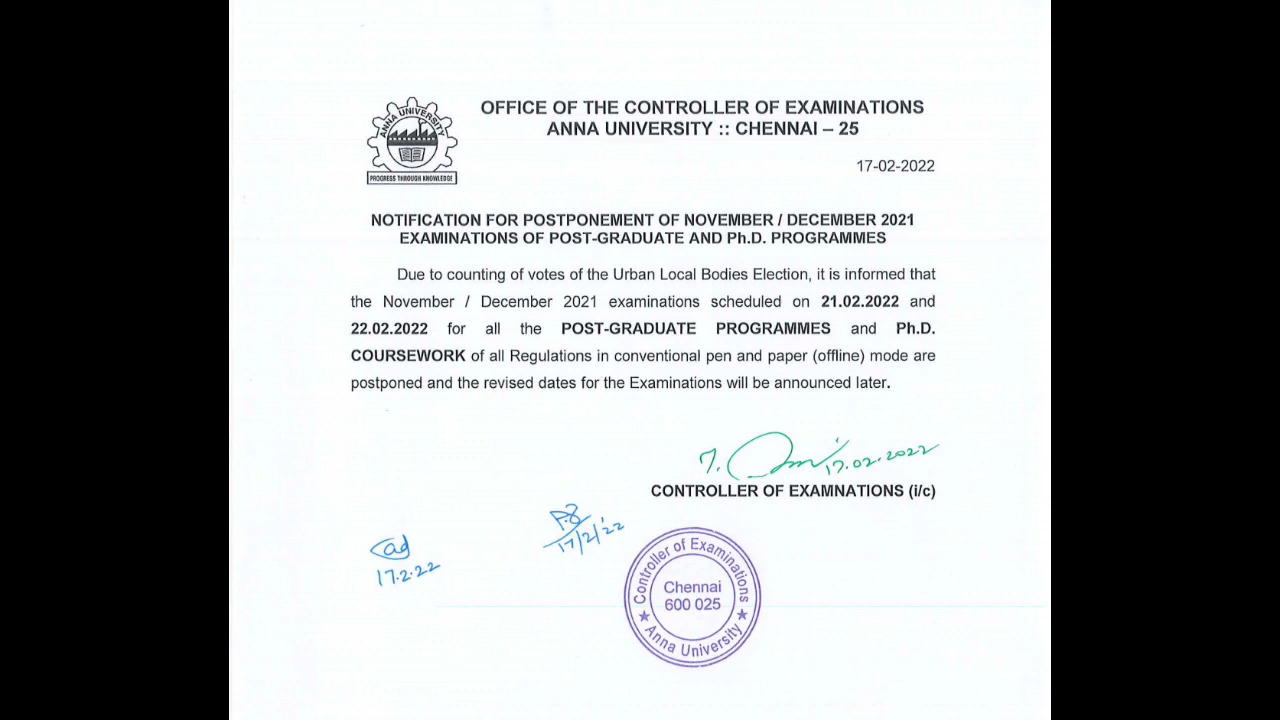 OFFICE OF THE CONTROLLER OF EXAMINATIONS
ANNA UNIVERSITY :: CHENNAI – 25
ANNA UNIVERSITY
PROGRESS THROUGH KNOWLEDGE
17-02-2022
NOTIFICATION FOR POSTPONEMENT OF NOVEMBER / DECEMBER 2021
EXAMINATIONS OF POST-GRADUATE AND Ph.D. PROGRAMMES
Due to counting of votes of the Urban Local Bodies Election, it is informed that
the November / December 2021 examinations scheduled on 21.02.2022 and
22.02.2022 for all the POST-GRADUATE PROGRAMMES and Ph.D.
COURSEWORK of all Regulations in conventional pen and paper (offline) mode are
postponed and the revised dates for the Examinations will be announced later.
17.02.2022
CONTROLLER OF EXAMNATIONS (i/c)
17/2/22
17.2.22
Controller of Examinations
Chennai
600 025
★ Anna University ★